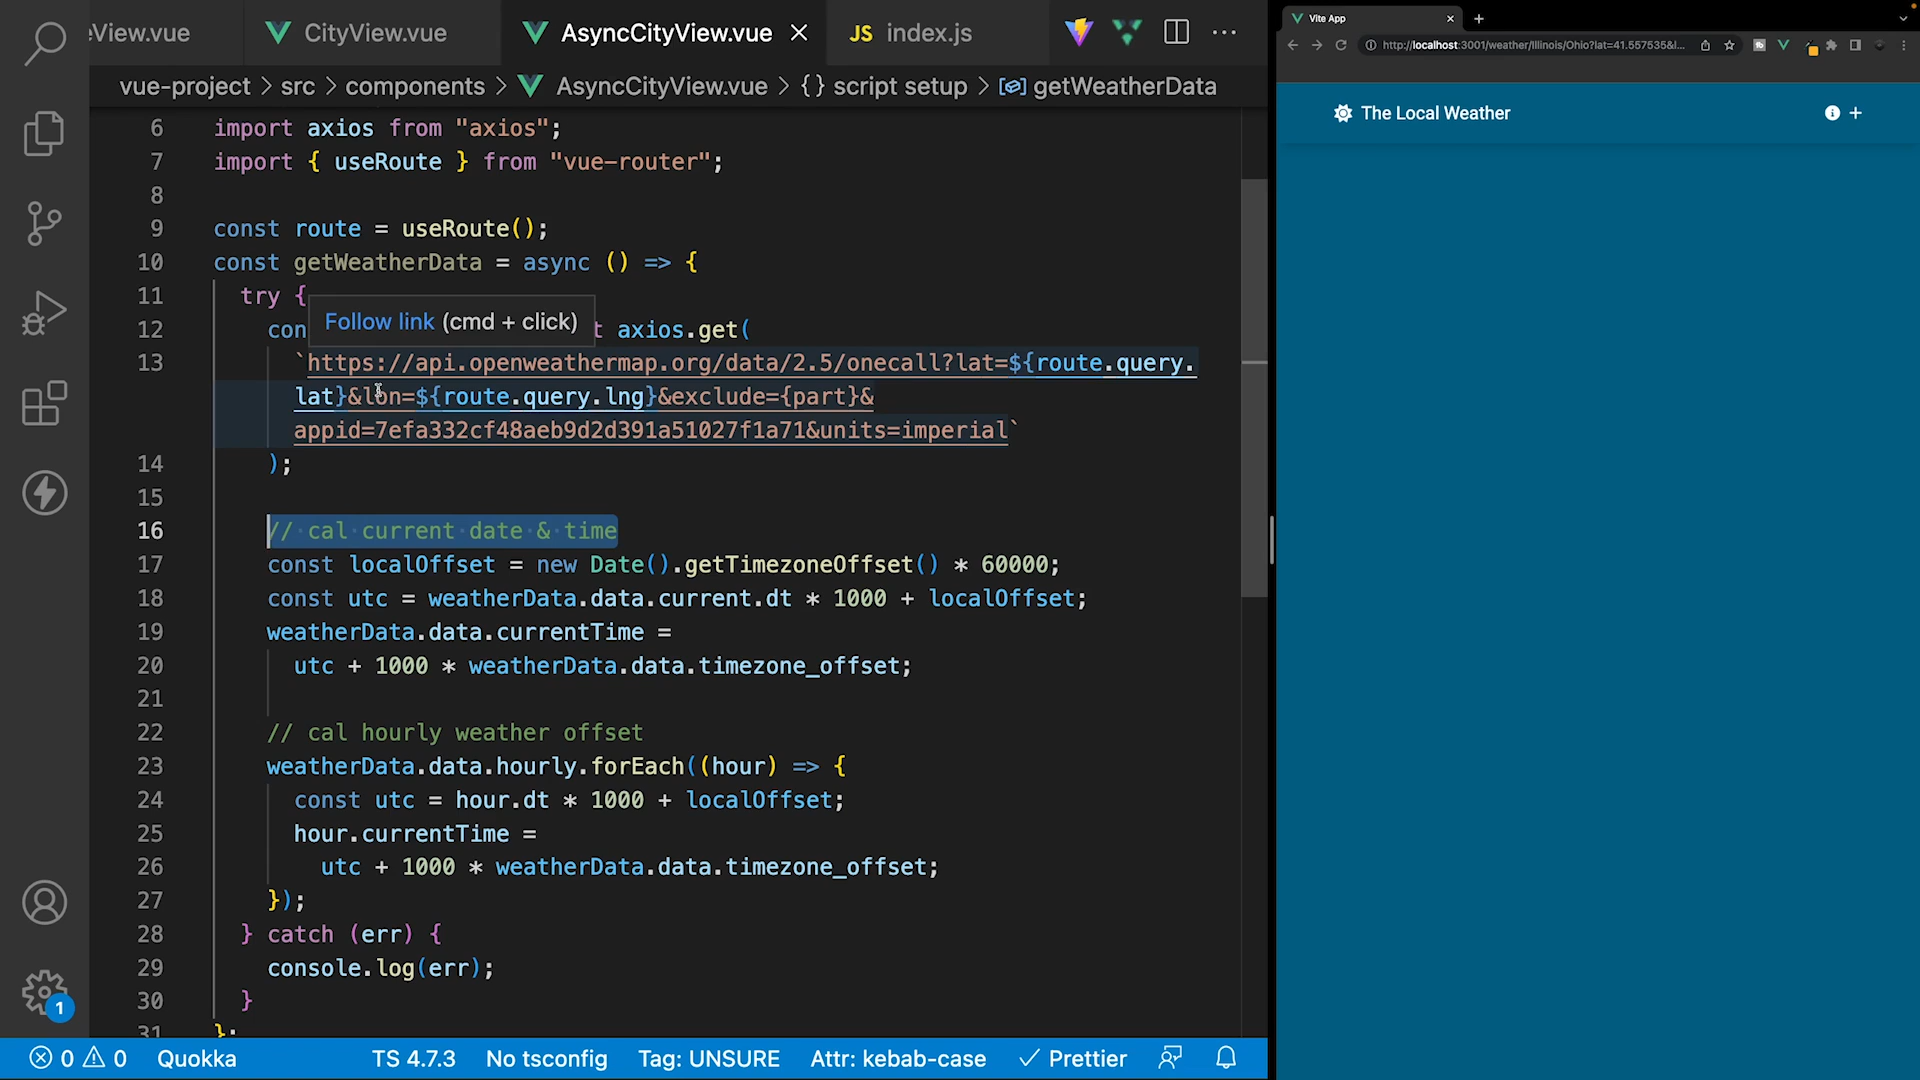 eView.vue
CityView.vue
AsyncCityView.vue
JS index.js
vue-project > src > components > AsyncCityView.vue > {} script setup > getWeatherData
6 import axios from "axios";
7 import { useRoute } from "vue-router";
8
9 const route = useRoute();
10 const getWeatherData = async () => {
11 try {
Follow link (cmd + click)
12 con t axios.get(
13 `https://api.openweathermap.org/data/2.5/onecall?lat=${route.query.
lat}&lon=${route.query.lng}&exclude={part}&
appid=7efa332cf48aeb9d2d391a51027f1a71&units=imperial`
14 );
15
16 // cal current date & time
17 const localOffset = new Date().getTimezoneOffset() * 60000;
18 const utc = weatherData.data.current.dt * 1000 + localOffset;
19 weatherData.data.currentTime =
20 utc + 1000 * weatherData.data.timezone_offset;
21
22 // cal hourly weather offset
23 weatherData.data.hourly.forEach((hour) => {
24 const utc = hour.dt * 1000 + localOffset;
25 hour.currentTime =
26 utc + 1000 * weatherData.data.timezone_offset;
27 });
28 } catch (err) {
29 console.log(err);
30 }
31 };
1
0 0 Quokka TS 4.7.3 No tsconfig Tag: UNSURE Attr: kebab-case Prettier
Vite App
http://localhost:3001/weather/Illinois/Ohio?lat=41.557535&l...
The Local Weather